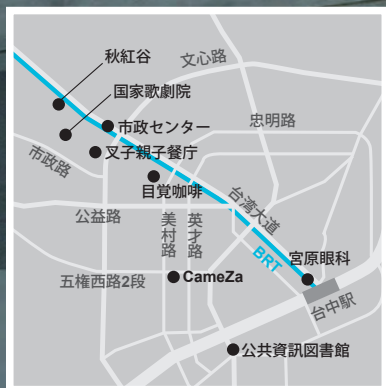 秋紅谷
文心路
国家歌劇院
忠明路
市政センター
市政路
叉子親子餐庁
目覚咖啡
台湾大道
公益路
美村路
英才路
BRT
宮原眼科
五権西路2段
CameZa
台中駅
公共資訊図書館